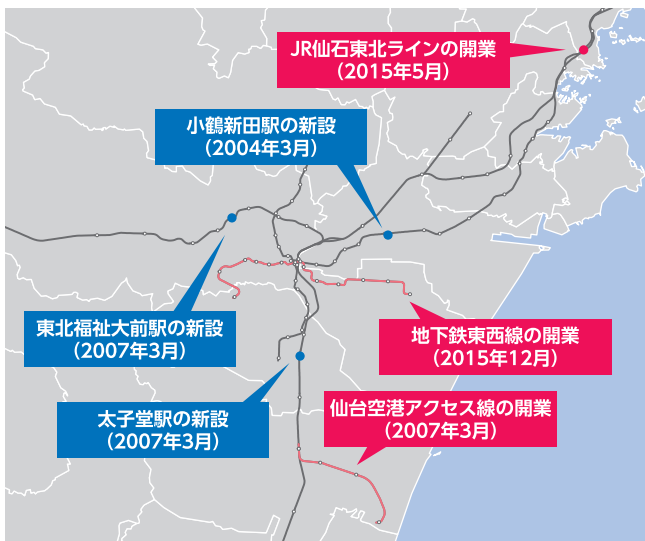 JR仙石東北ラインの開業
（2015年5月）
小鶴新田駅の新設
（2004年3月）
東北福祉大前駅の新設
（2007年3月）
地下鉄東西線の開業
（2015年12月）
太子堂駅の新設
（2007年3月）
仙台空港アクセス線の開業
（2007年3月）